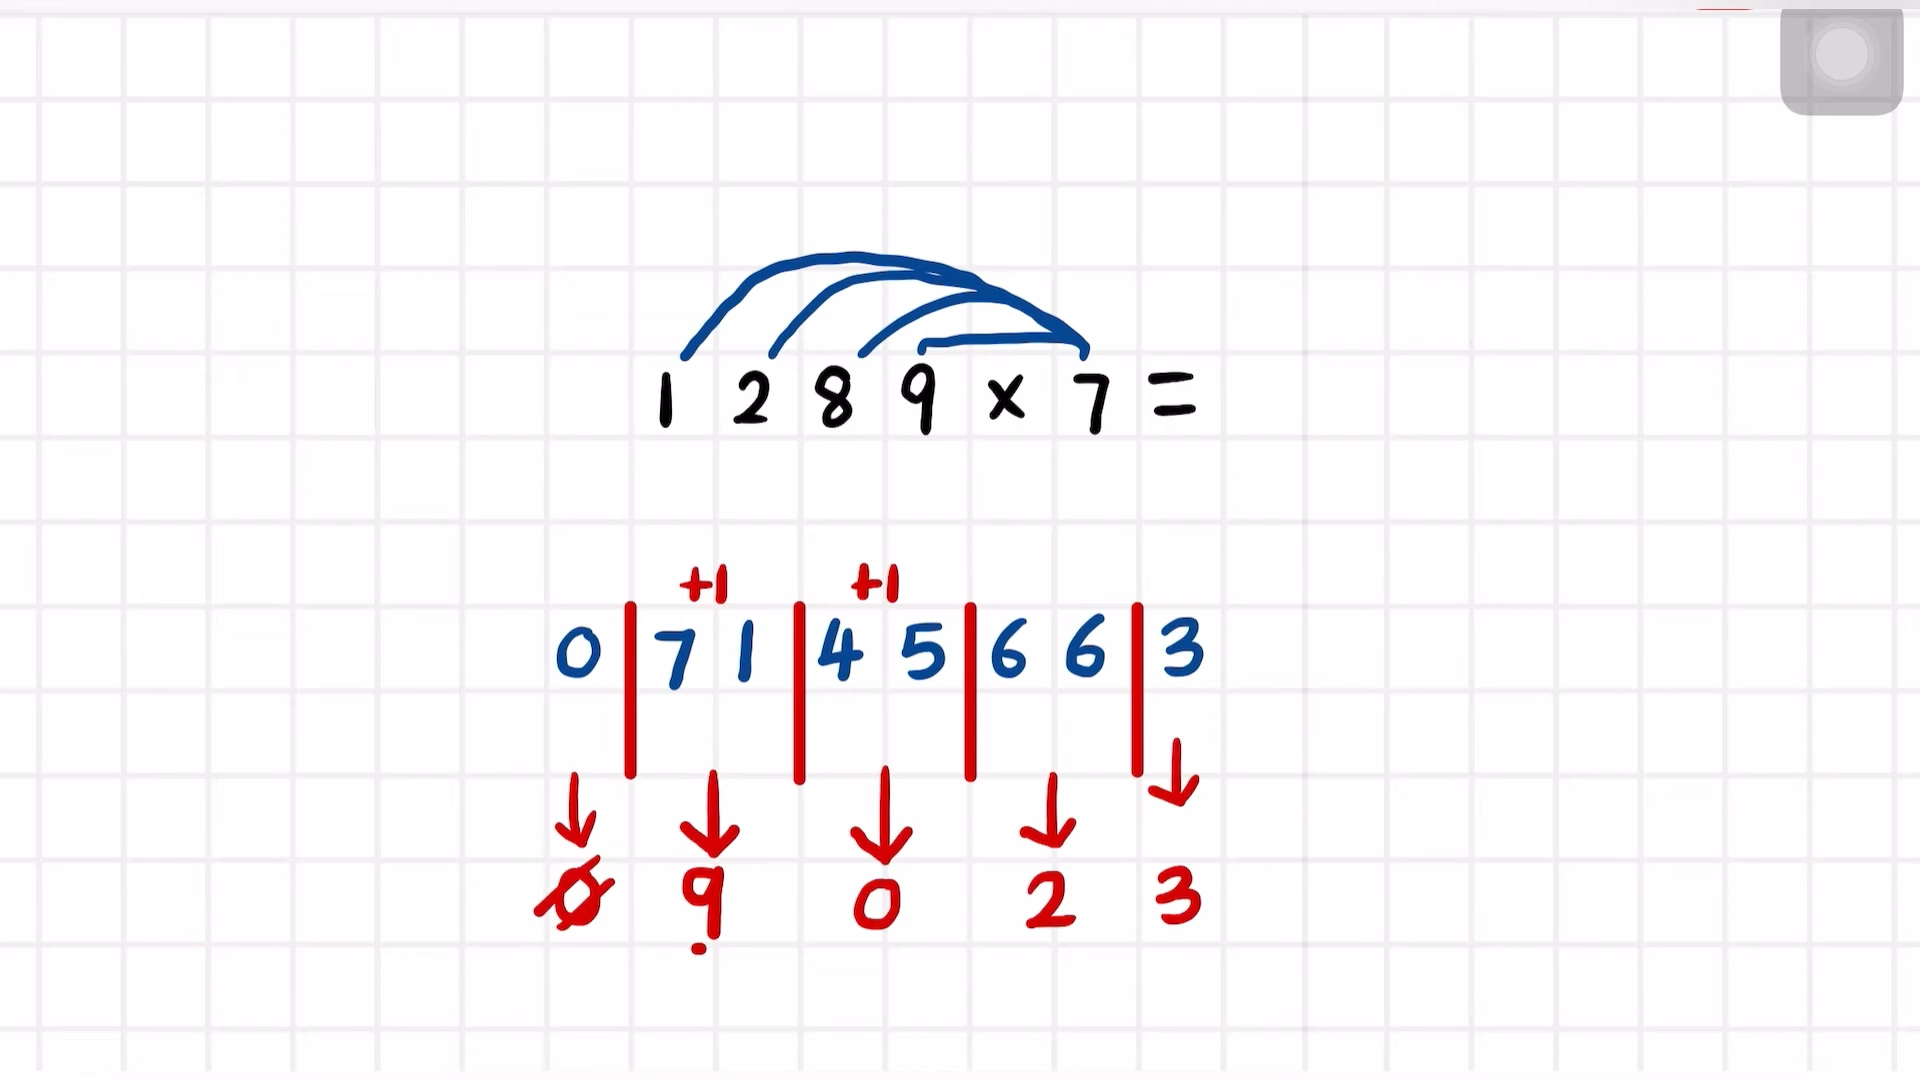 1 2 8 9 × 7 =
+1 +1
0 | 7 1 | 4 5 | 6 6 | 3
0 9 0 2 3